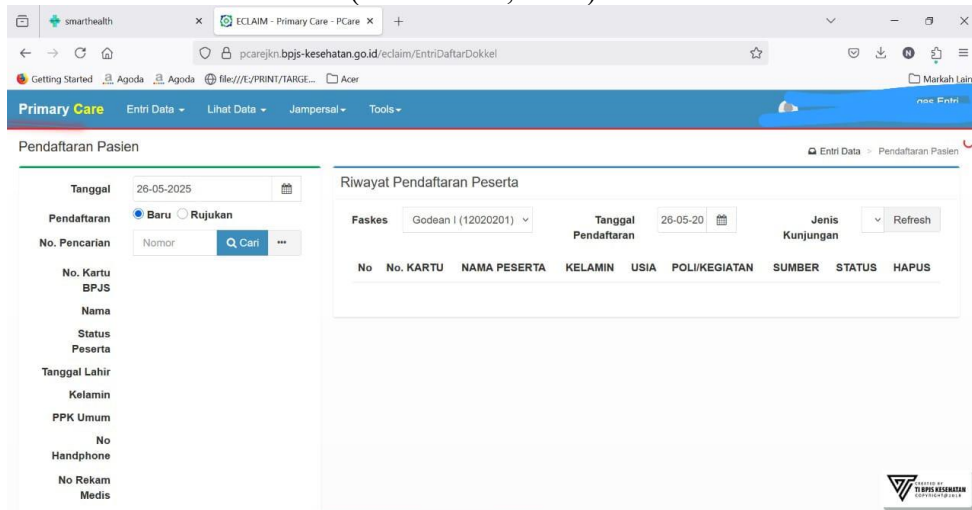 smarthealth
ECLAIM - Primary Care - PCare
pcarejkn.bpjs-kesehatan.go.id/eclaim/EntriDaftarDokkel
N
Getting Started Agoda Agoda file:///E:/PRINT/TARGE... Acer Markah Lain
Primary Care Entri Data Lihat Data Jampersal Tools
Pendaftaran Pasien
Entri Data > Pendaftaran Pasien
Tanggal 26-05-2025
Pendaftaran Baru Rujukan
No. Pencarian Nomor Cari ...
No. Kartu
BPJS
Nama
Status
Peserta
Tanggal Lahir
Kelamin
PPK Umum
No
Handphone
No Rekam
Medis
Riwayat Pendaftaran Peserta
Faskes Godean I (12020201)
Tanggal
Pendaftaran
26-05-20
Jenis
Kunjungan
Refresh
No No. KARTU NAMA PESERTA KELAMIN USIA POLI/KEGIATAN SUMBER STATUS HAPUS
CREATED BY
TI BPJS KESEHATAN